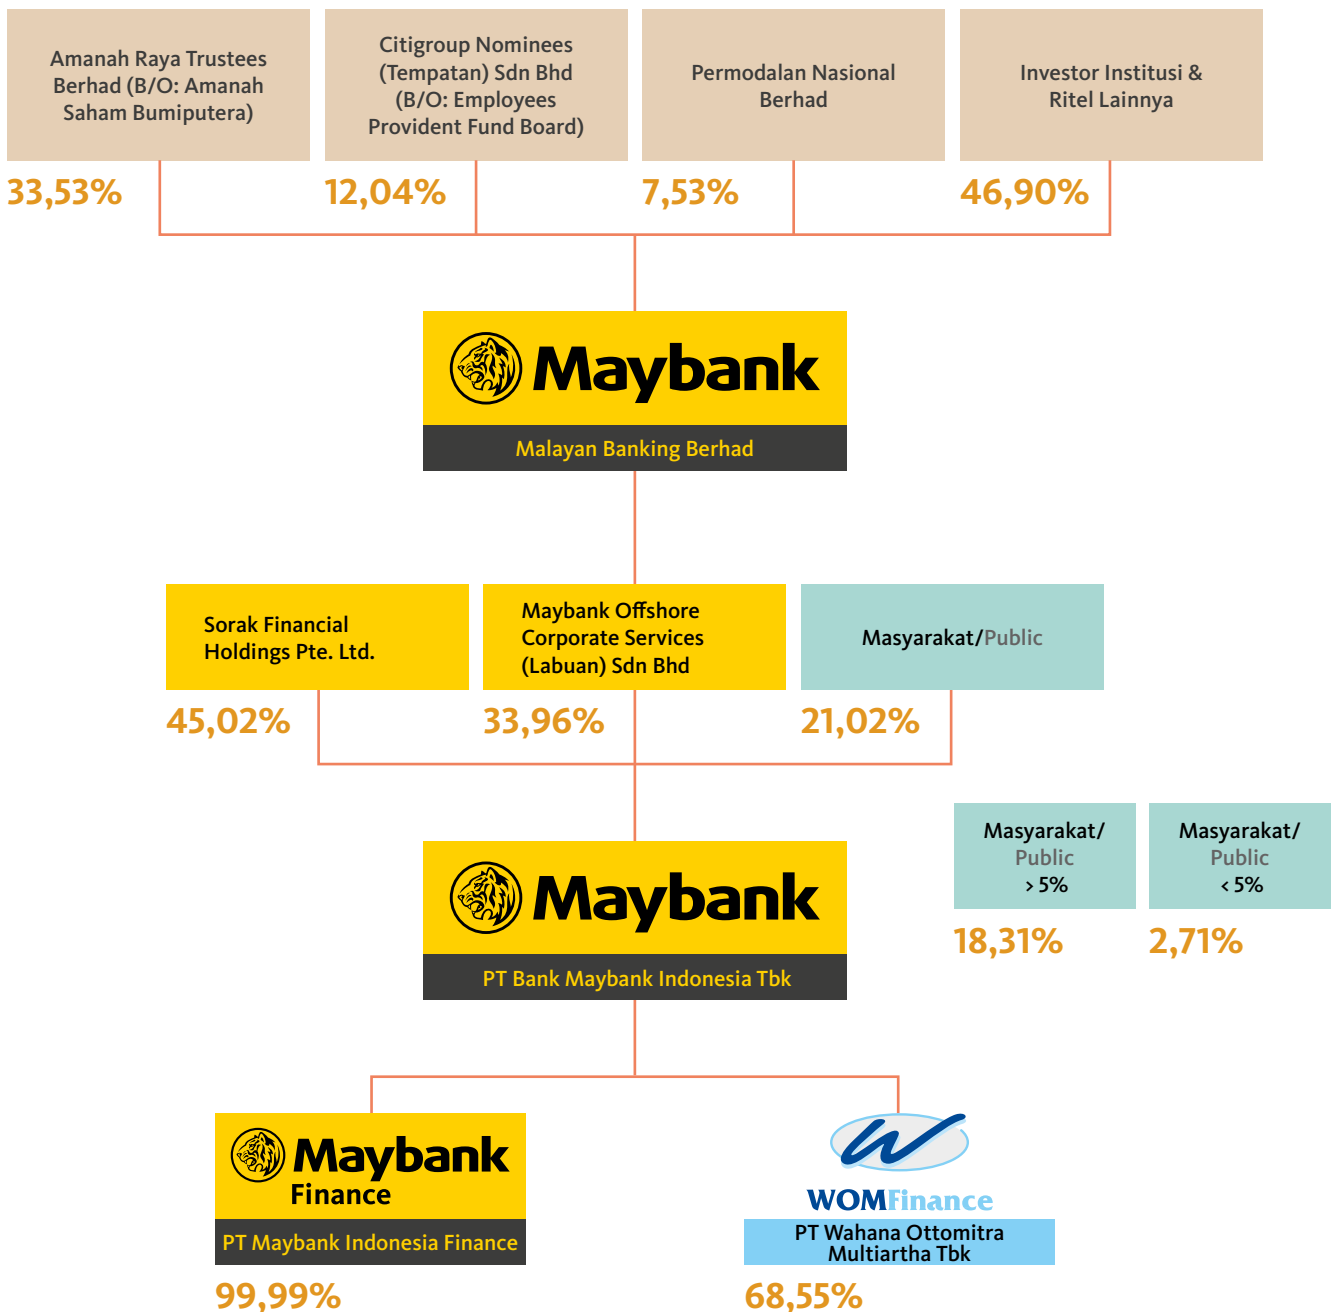 Amanah Raya Trustees
Berhad (B/O: Amanah
Saham Bumiputera)
33,53%
Citigroup Nominees
(Tempatan) Sdn Bhd
(B/O: Employees
Provident Fund Board)
12,04%
Permodalan Nasional
Berhad
7,53%
Investor Institusi &
Ritel Lainnya
46,90%
Maybank
Malayan Banking Berhad
Sorak Financial
Holdings Pte. Ltd.
45,02%
Maybank Offshore
Corporate Services
(Labuan) Sdn Bhd
33,96%
Masyarakat/Public
21,02%
Masyarakat/
Public
> 5%
18,31%
Masyarakat/
Public
< 5%
2,71%
Maybank
PT Bank Maybank Indonesia Tbk
Maybank
Finance
PT Maybank Indonesia Finance
99,99%
W
WOMFinance
PT Wahana Ottomitra
Multiartha Tbk
68,55%